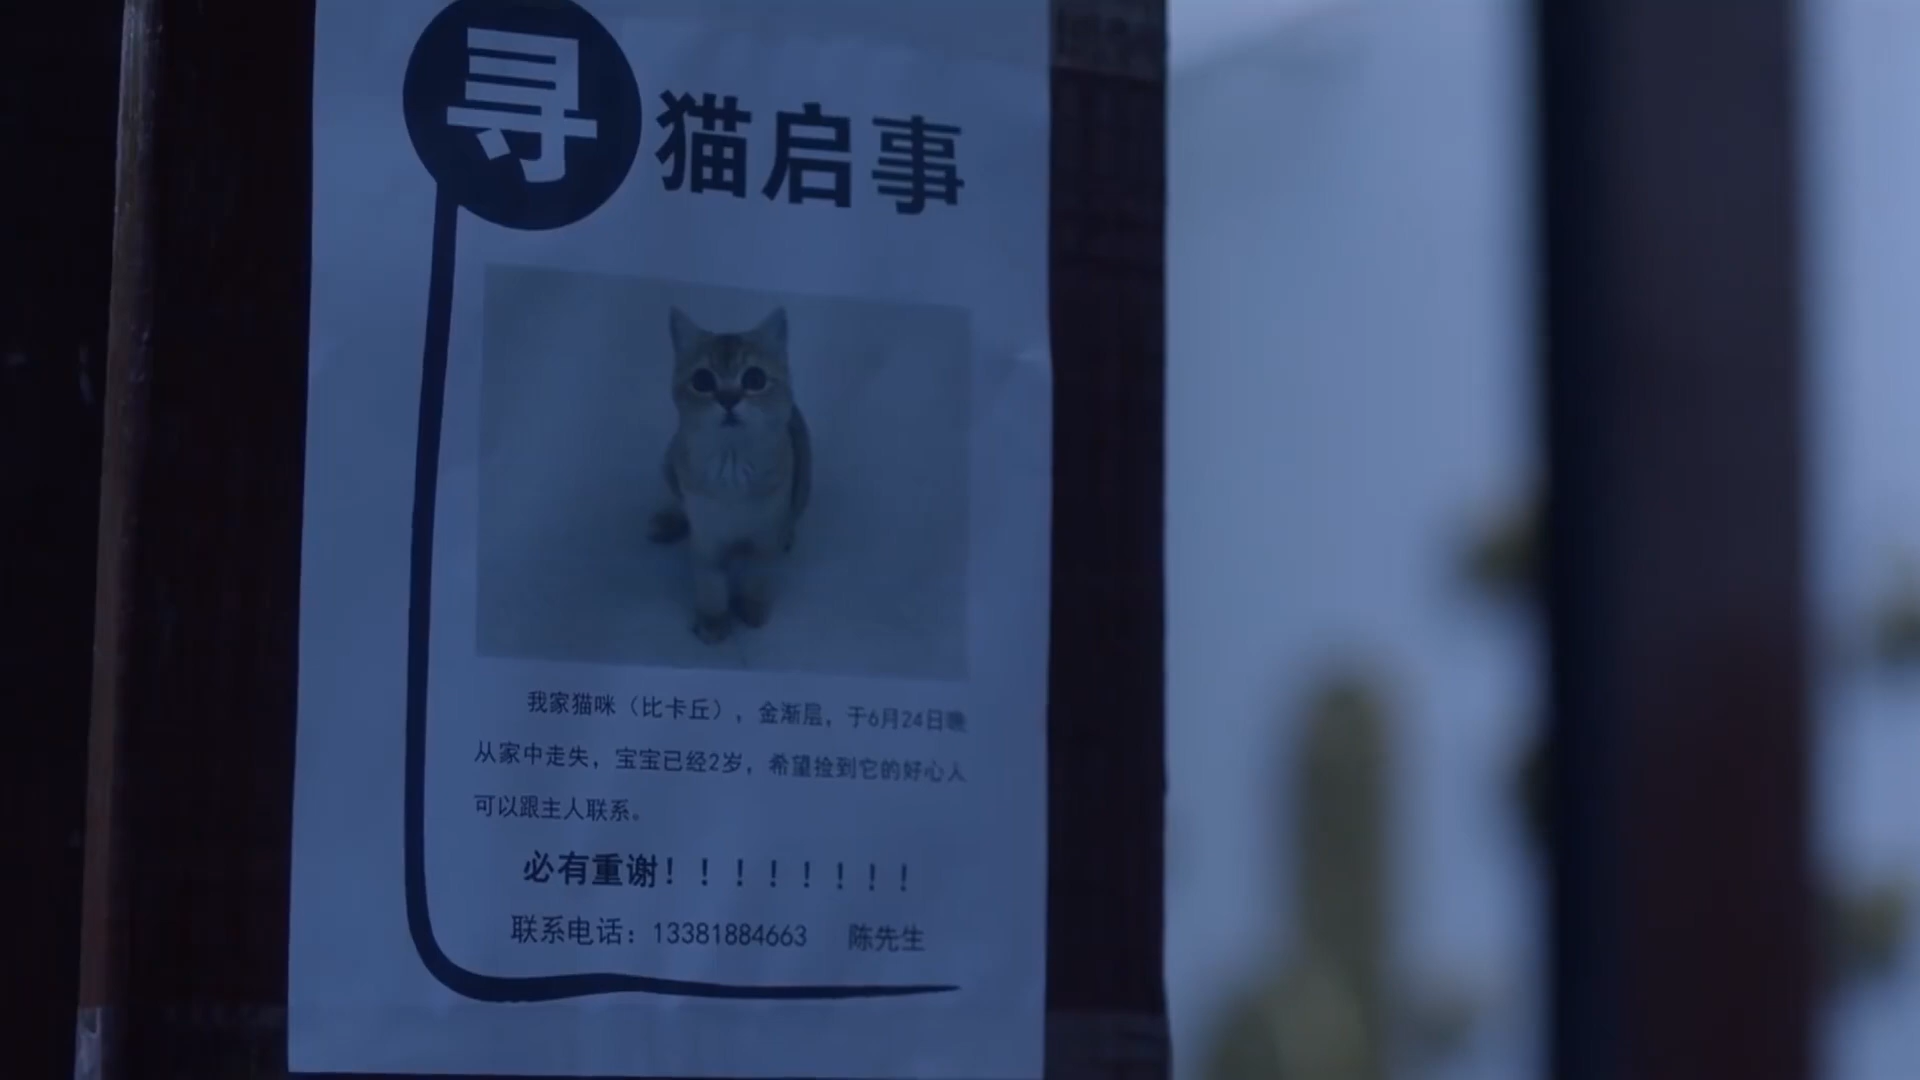 寻猫启事
我家猫咪（比卡丘），金渐层，于6月24日晚
从家中走失，宝宝已经2岁，希望捡到它的好心人
可以跟主人联系。
必有重谢！！！！！！！！
联系电话：13381884663 陈先生